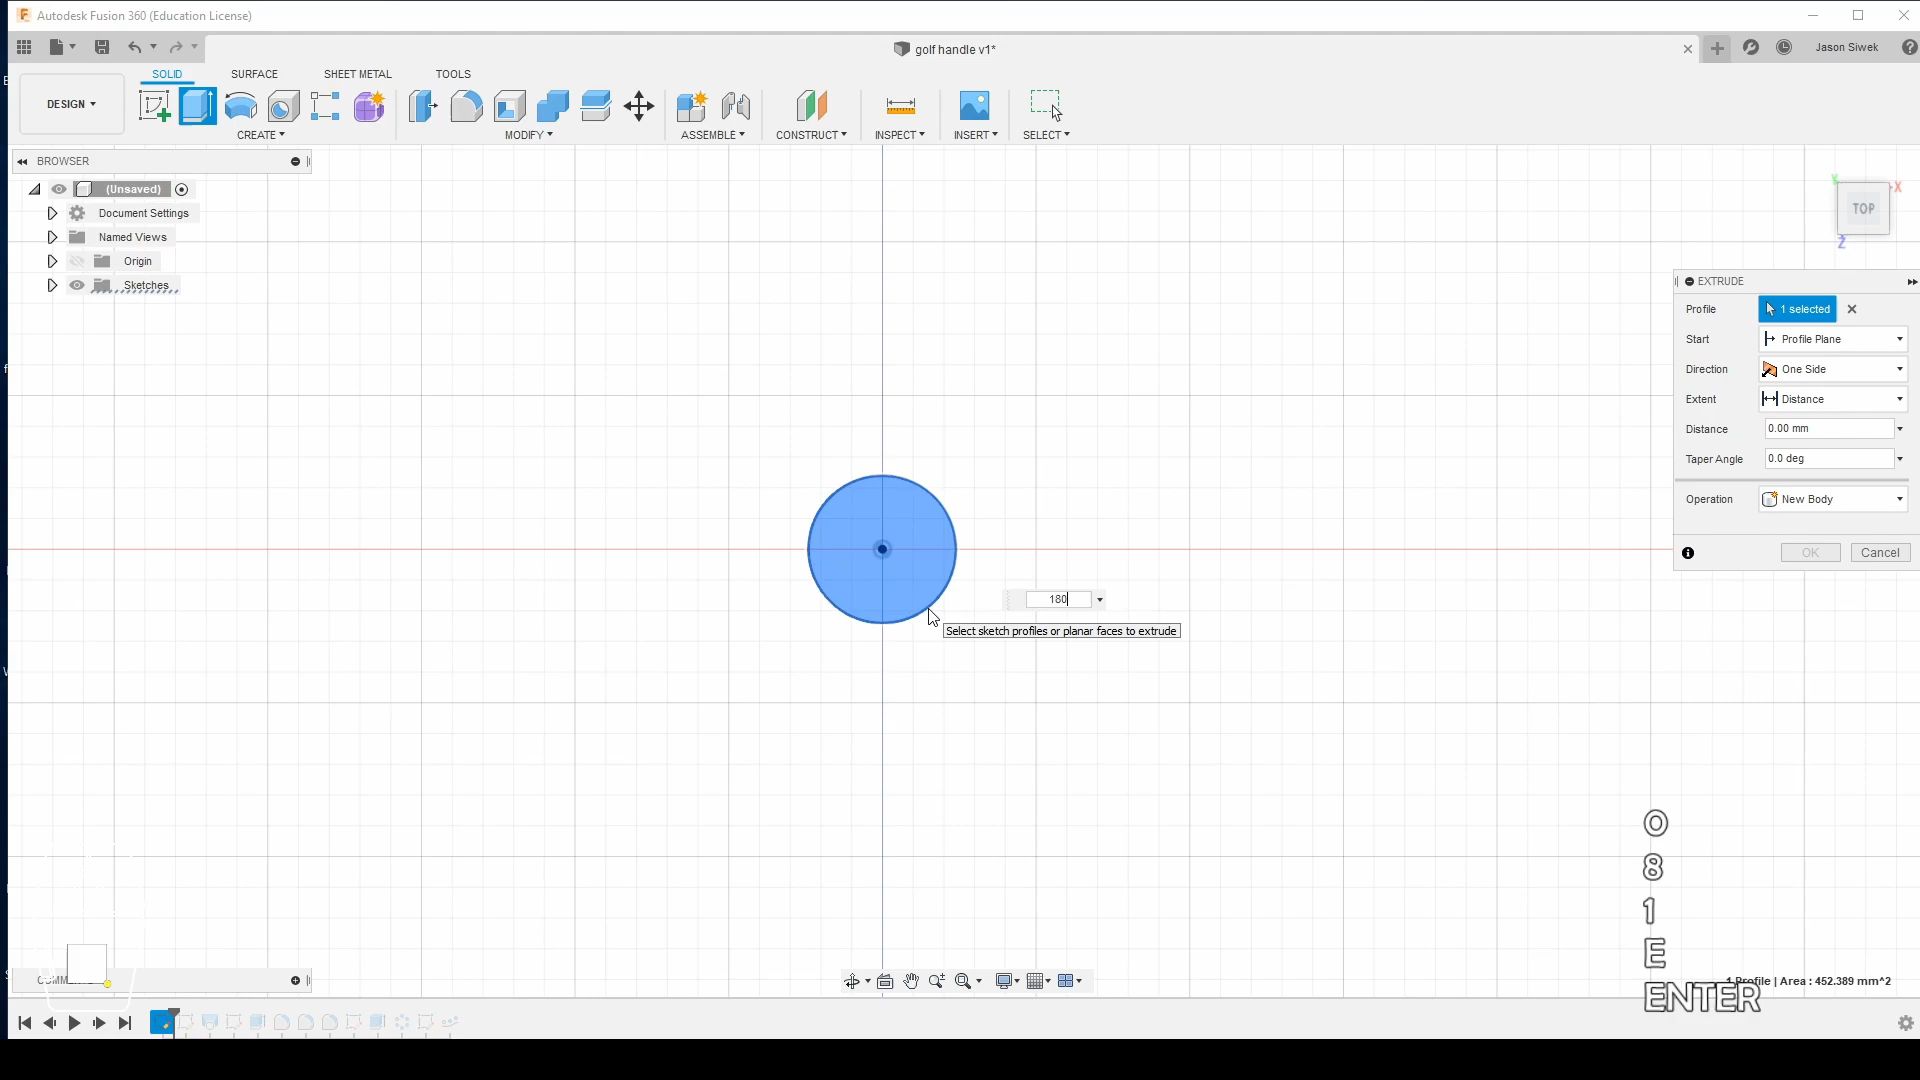 Autodesk Fusion 360 (Education License)
golf handle v1*
Jason Siwek
DESIGN
SOLID
SURFACE
SHEET METAL
TOOLS
CREATE
MODIFY
ASSEMBLE
CONSTRUCT
INSPECT
INSERT
SELECT
BROWSER
(Unsaved)
Document Settings
Named Views
Origin
Sketches
Y
X
TOP
Z
EXTRUDE
Profile
1 selected
Start
Profile Plane
Direction
One Side
Extent
Distance
Distance
0.00 mm
Taper Angle
0.0 deg
Operation
New Body
OK
Cancel
180
Select sketch profiles or planar faces to extrude
O
8
1
E
ENTER
1 Profile | Area : 452.389 mm^2